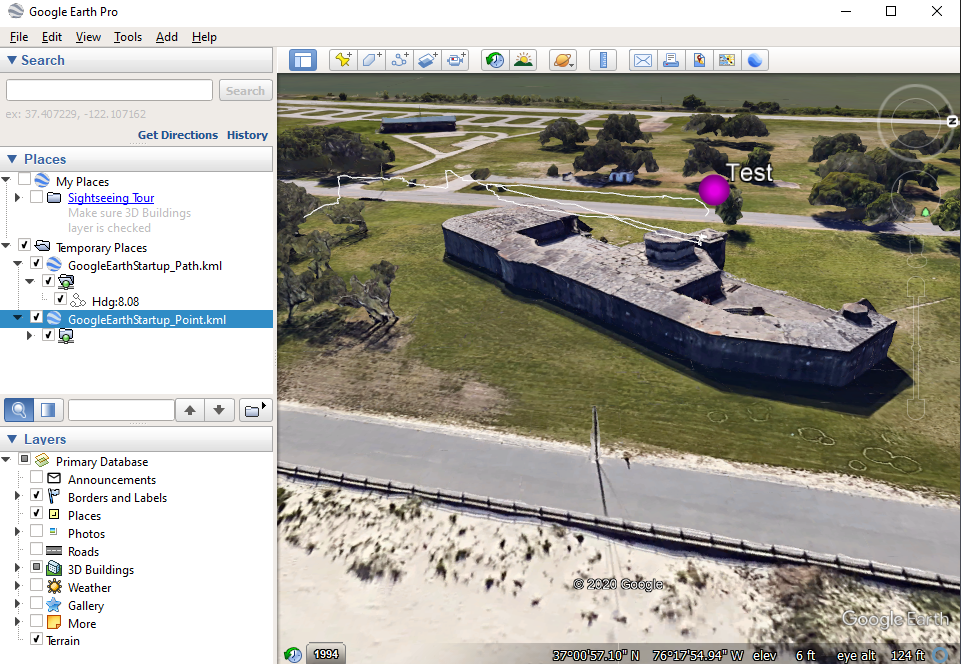 Google Earth Pro
File Edit View Tools Add Help
Search
Search
ex: 37.407229, -122.107162
Get Directions History
Places
My Places
Sightseeing Tour
Make sure 3D Buildings
layer is checked
Temporary Places
GoogleEarthStartup_Path.kml
Hdg:8.08
GoogleEarthStartup_Point.kml
Layers
Primary Database
Announcements
Borders and Labels
Places
Photos
Roads
3D Buildings
Weather
Gallery
More
Terrain
N
Test
© 2020 Google
Google Earth
1994
37°00'57.10" N 76°17'54.94" W elev 6 ft eye alt 124 ft